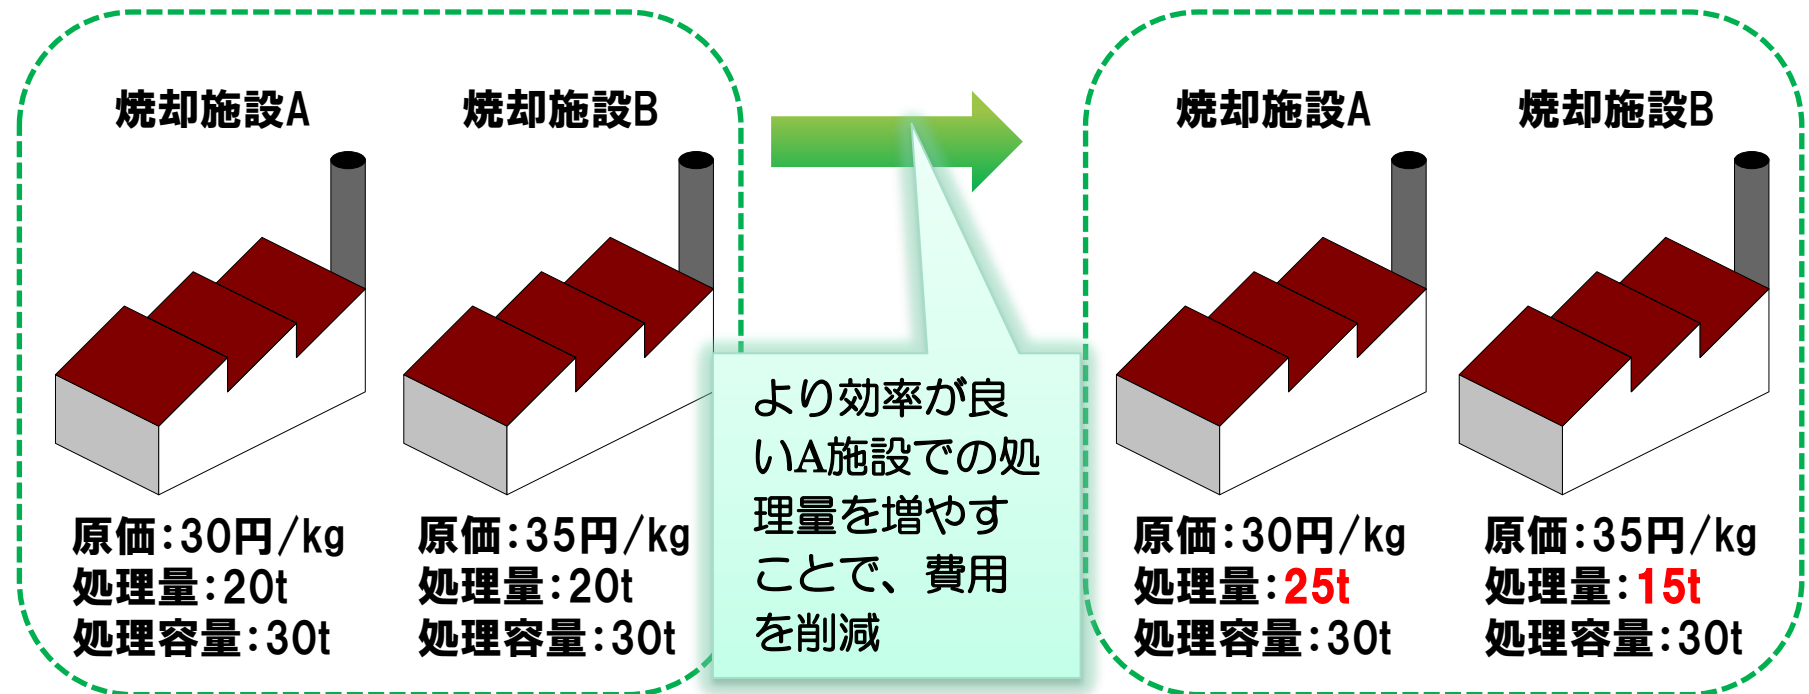 焼却施設A
焼却施設B
原価:30円/kg
処理量:20t
処理容量:30t
原価:35円/kg
処理量:20t
処理容量:30t
より効率が良
いA施設での処
理量を増やす
ことで、費用
を削減
焼却施設A
焼却施設B
原価:30円/kg
処理量:25t
処理容量:30t
原価:35円/kg
処理量:15t
処理容量:30t